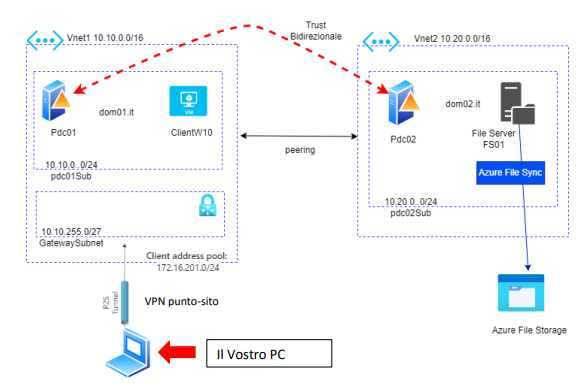 Trust
Bidirezionale
Vnet1 10.10.0.0/16
Vnet2 10.20.0.0/16
dom01.it
VM
Pdc01
ClientW10
10.10.0..0/24
pdc01Sub
peering
dom02.it
Pdc02
File Server
FS01
Azure File Sync
10.20.0..0/24
pdc02Sub
10.10.255.0/27
GatewaySubnet
Client address pool:
172.16.201.0/24
P2S
Tunnel
VPN punto-sito
Azure File Storage
Il Vostro PC